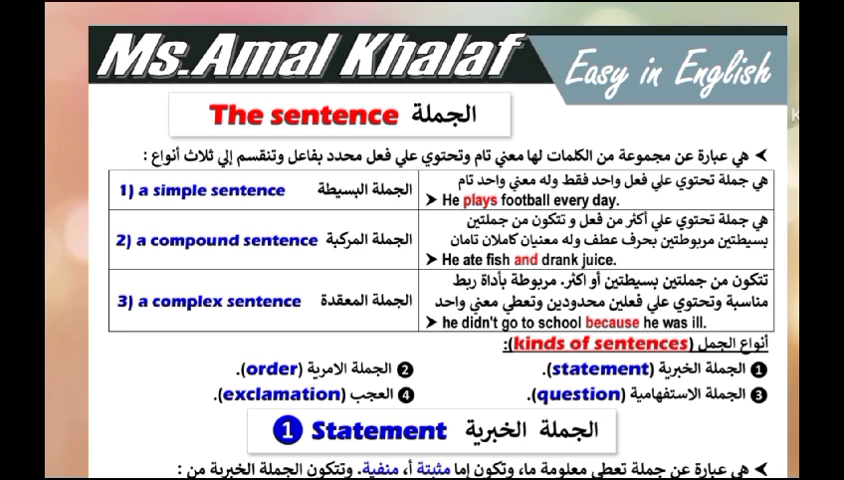 Ms.Amal Khalaf
Easy in English
The sentence الجملة
هي عبارة عن مجموعة من الكلمات لها معني تام وتحتوي علي فعل محدد بفاعل وتنقسم إلي ثلاث أنواع :
1) a simple sentence الجملة البسيطة
هي جملة تحتوي علي فعل واحد فقط وله معني واحد تام
He plays football every day.
2) a compound sentence الجملة المركبة
هي جملة تحتوي علي أكثر من فعل و تتكون من جملتين
بسيطتين مربوطتين بحرف عطف وله معنيان كاملان تامان
He ate fish and drank juice.
3) a complex sentence الجملة المعقدة
تتكون من جملتين بسيطتين أو اكثر. مربوطة بأداة ربط
مناسبة وتحتوي علي فعلين محدودين وتعطي معني واحد
he didn't go to school because he was ill.
أنواع الجمل (kinds of sentences):
❶ الجملة الخبرية (statement).
❷ الجملة الامرية (order).
❸ الجملة الاستفهامية (question).
❹ العجب (exclamation).
❶ Statement الجملة الخبرية
هي عبارة عن جملة تعطي معلومة ما، وتكون إما مثبتة أ، منفية. وتتكون الجملة الخبرية من :